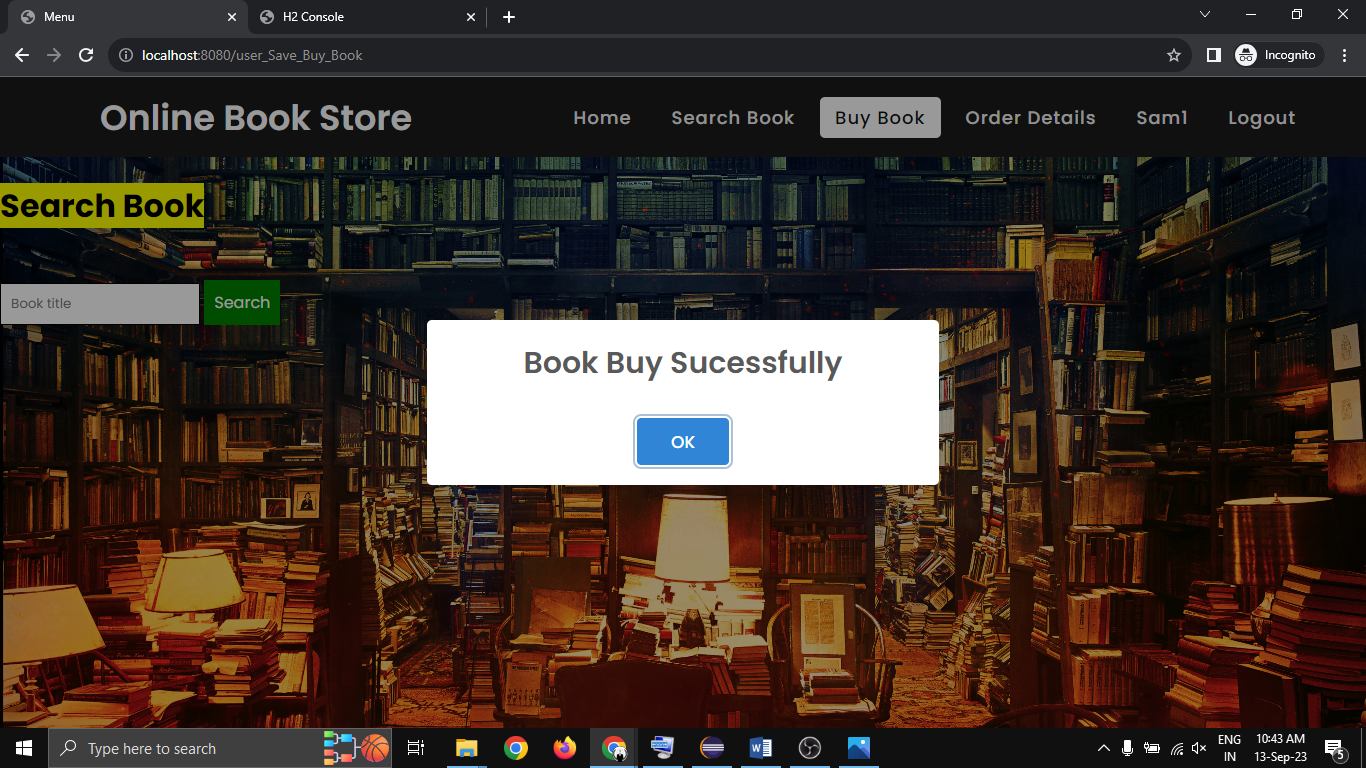 Menu
H2 Console
localhost:8080/user_Save_Buy_Book
Incognito
Online Book Store
Home
Search Book
Buy Book
Order Details
Sam1
Logout
Search Book
Book title
Search
Book Buy Sucessfully
OK
Type here to search
ENG
IN
10:43 AM
13-Sep-23
5